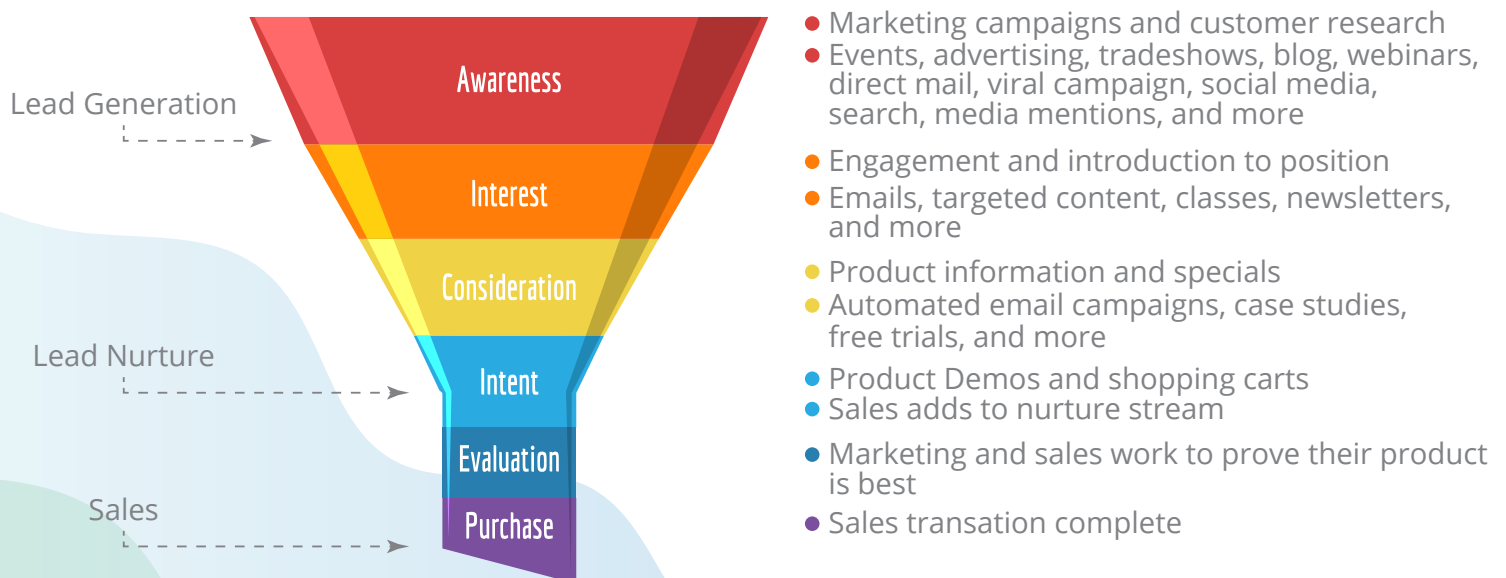 Lead Generation
Lead Nurture
Sales
Awareness
Interest
Consideration
Intent
Evaluation
Purchase
Marketing campaigns and customer research
Events, advertising, tradeshows, blog, webinars,
direct mail, viral campaign, social media,
search, media mentions, and more
Engagement and introduction to position
Emails, targeted content, classes, newsletters,
and more
Product information and specials
Automated email campaigns, case studies,
free trials, and more
Product Demos and shopping carts
Sales adds to nurture stream
Marketing and sales work to prove their product
is best
Sales transation complete